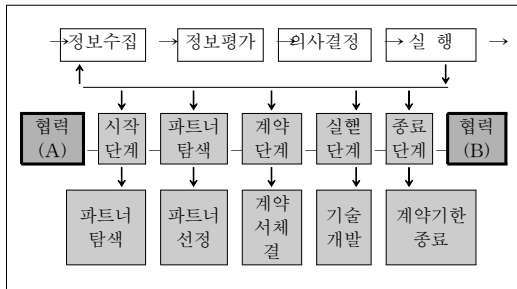 정보수집 정보평가 의사결정 실 행
협력 시작 파트너 계약 실핻 종료 협력
(A) 단계 탐색 단계 단계 단계 (B)
파트너 파트너 계약 기술 계약기한
탐색 선정 서체 개발 종료
결